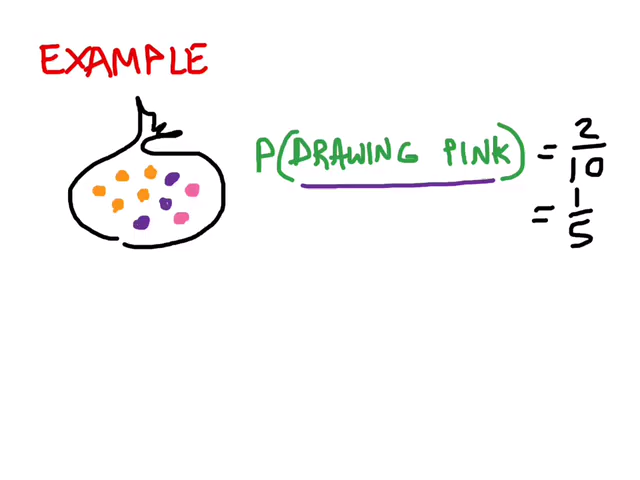 EXAMPLE
P(DRAWING PINK) = 2/10
= 1/5